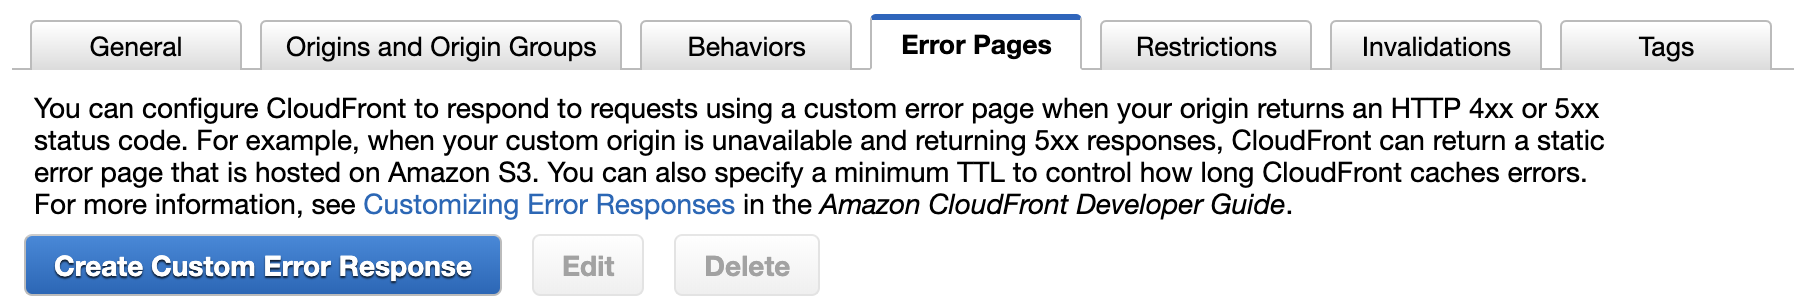 General
Origins and Origin Groups
Behaviors
Error Pages
Restrictions
Invalidations
Tags
You can configure CloudFront to respond to requests using a custom error page when your origin returns an HTTP 4xx or 5xx
status code. For example, when your custom origin is unavailable and returning 5xx responses, CloudFront can return a static
error page that is hosted on Amazon S3. You can also specify a minimum TTL to control how long CloudFront caches errors.
For more information, see Customizing Error Responses in the Amazon CloudFront Developer Guide.
Create Custom Error Response
Edit
Delete